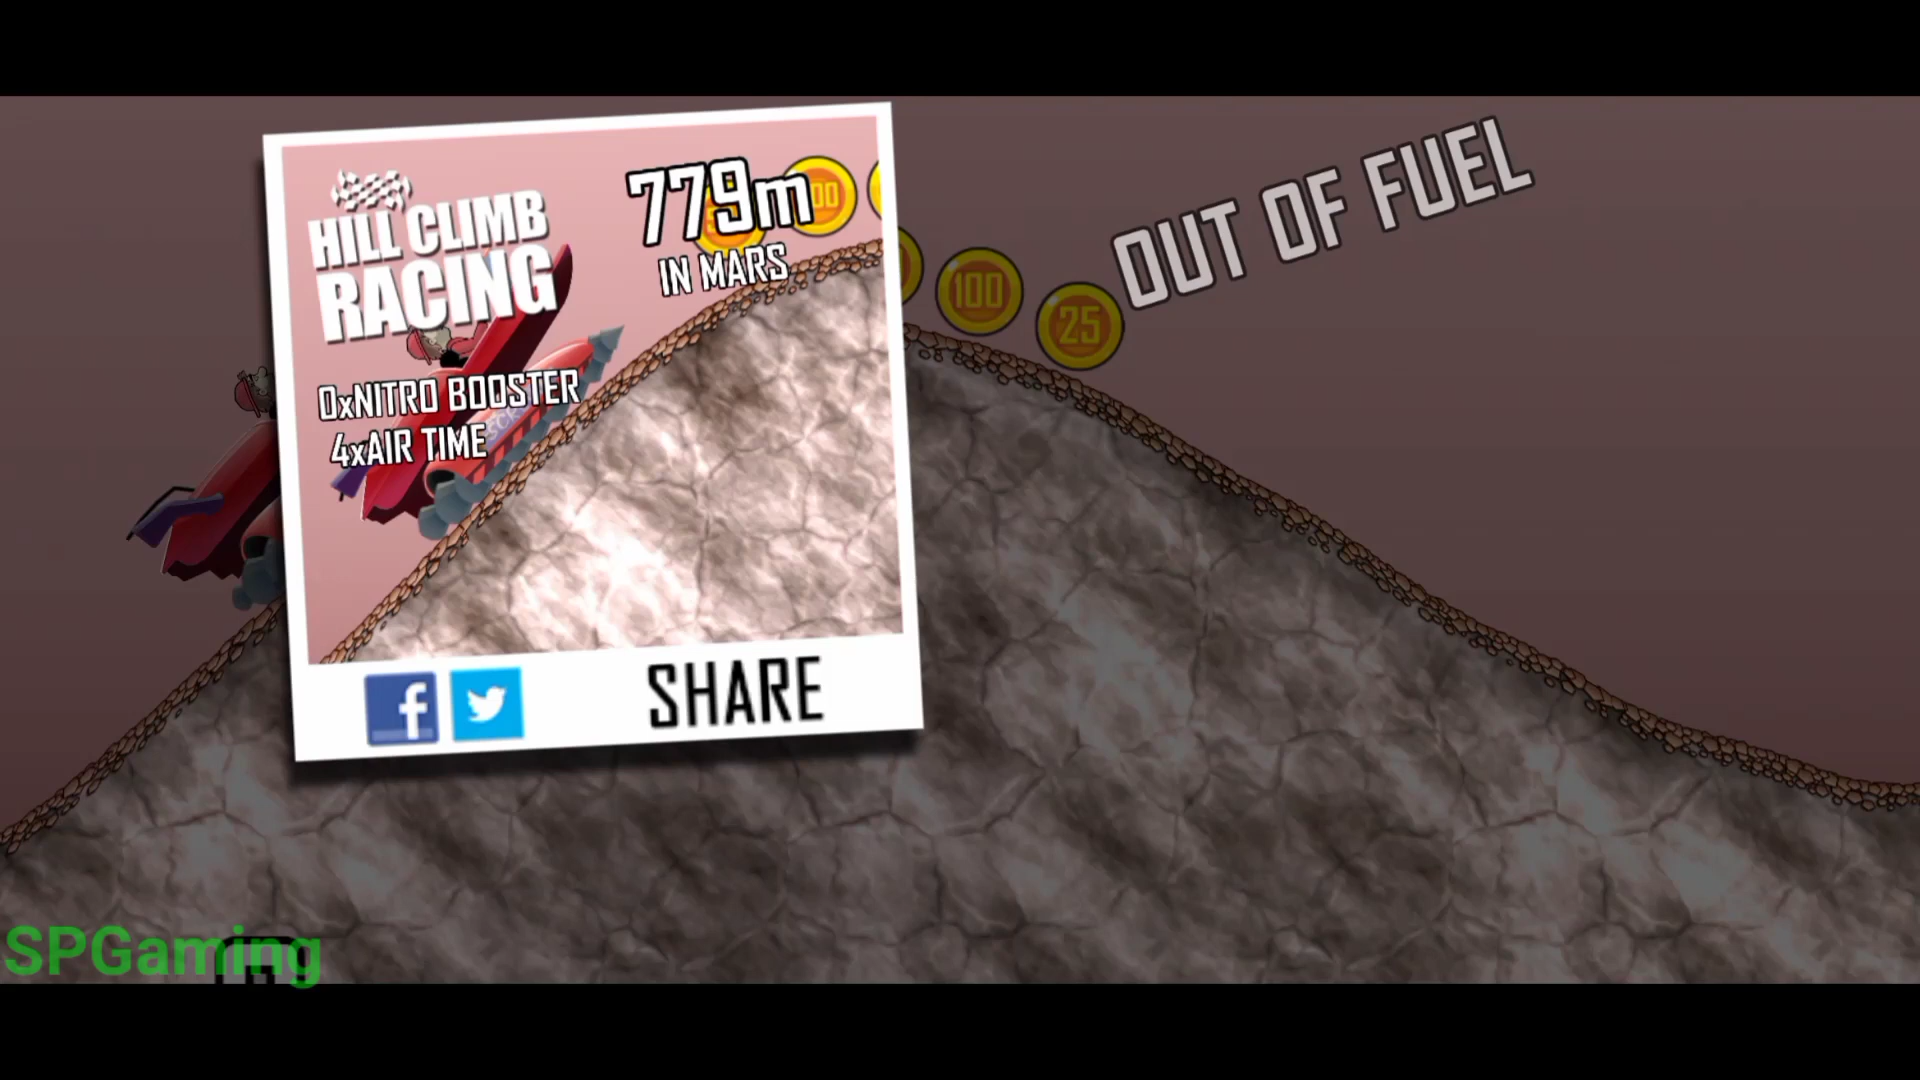 HILL CLIMB
RACING
779m
IN MARS
0xNITRO BOOSTER
4xAIR TIME
SHARE
OUT OF FUEL
100
25
SPGaming